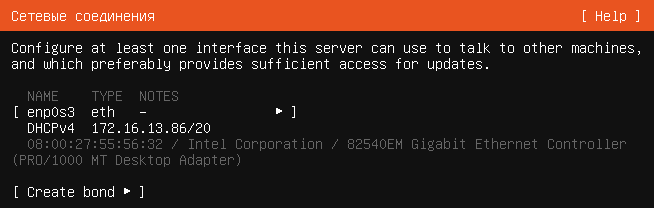 Сетевые соединения [ Help ]
Configure at least one interface this server can use to talk to other machines,
and which preferably provides sufficient access for updates.
NAME TYPE NOTES
[ enp0s3 eth - ▸ ]
DHCPv4 172.16.13.86/20
08:00:27:55:56:32 / Intel Corporation / 82540EM Gigabit Ethernet Controller
(PRO/1000 MT Desktop Adapter)
[ Create bond ▸ ]